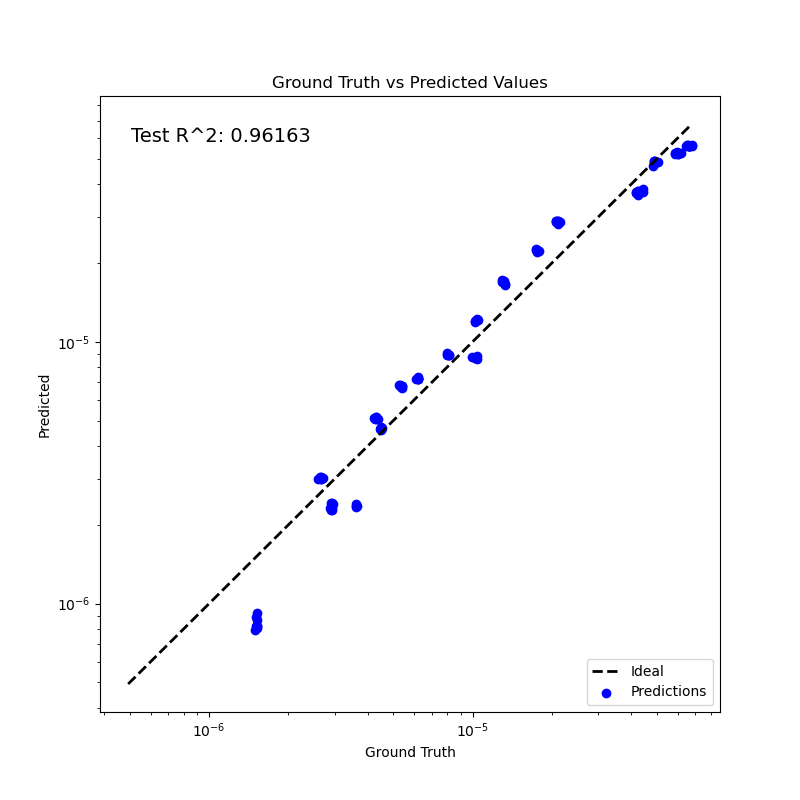 Ground Truth vs Predicted Values
Test R^2: 0.96163
10⁻⁵
10⁻⁶
Predicted
10⁻⁶
10⁻⁵
Ground Truth
Ideal
Predictions